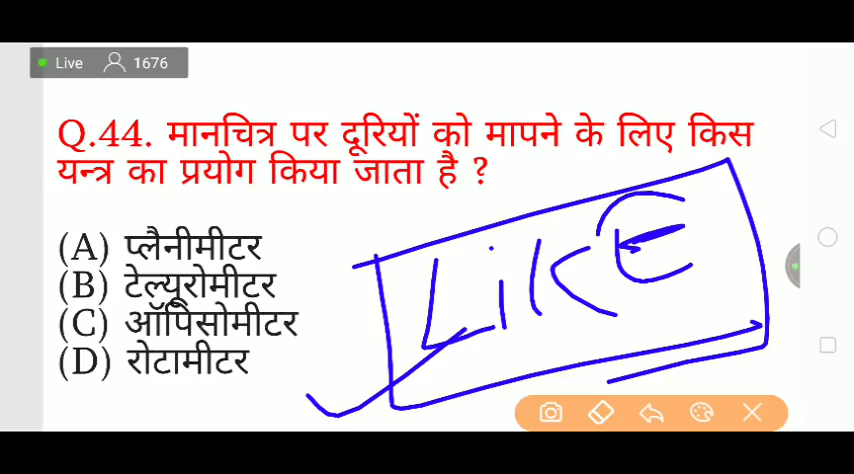 Live 1676
Q.44. मानचित्र पर दूरियों को मापने के लिए किस
यन्त्र का प्रयोग किया जाता है ?
(A) प्लैनीमीटर
(B) टेल्यूरोमीटर
(C) ऑपिसोमीटर
(D) रोटामीटर
LiKE